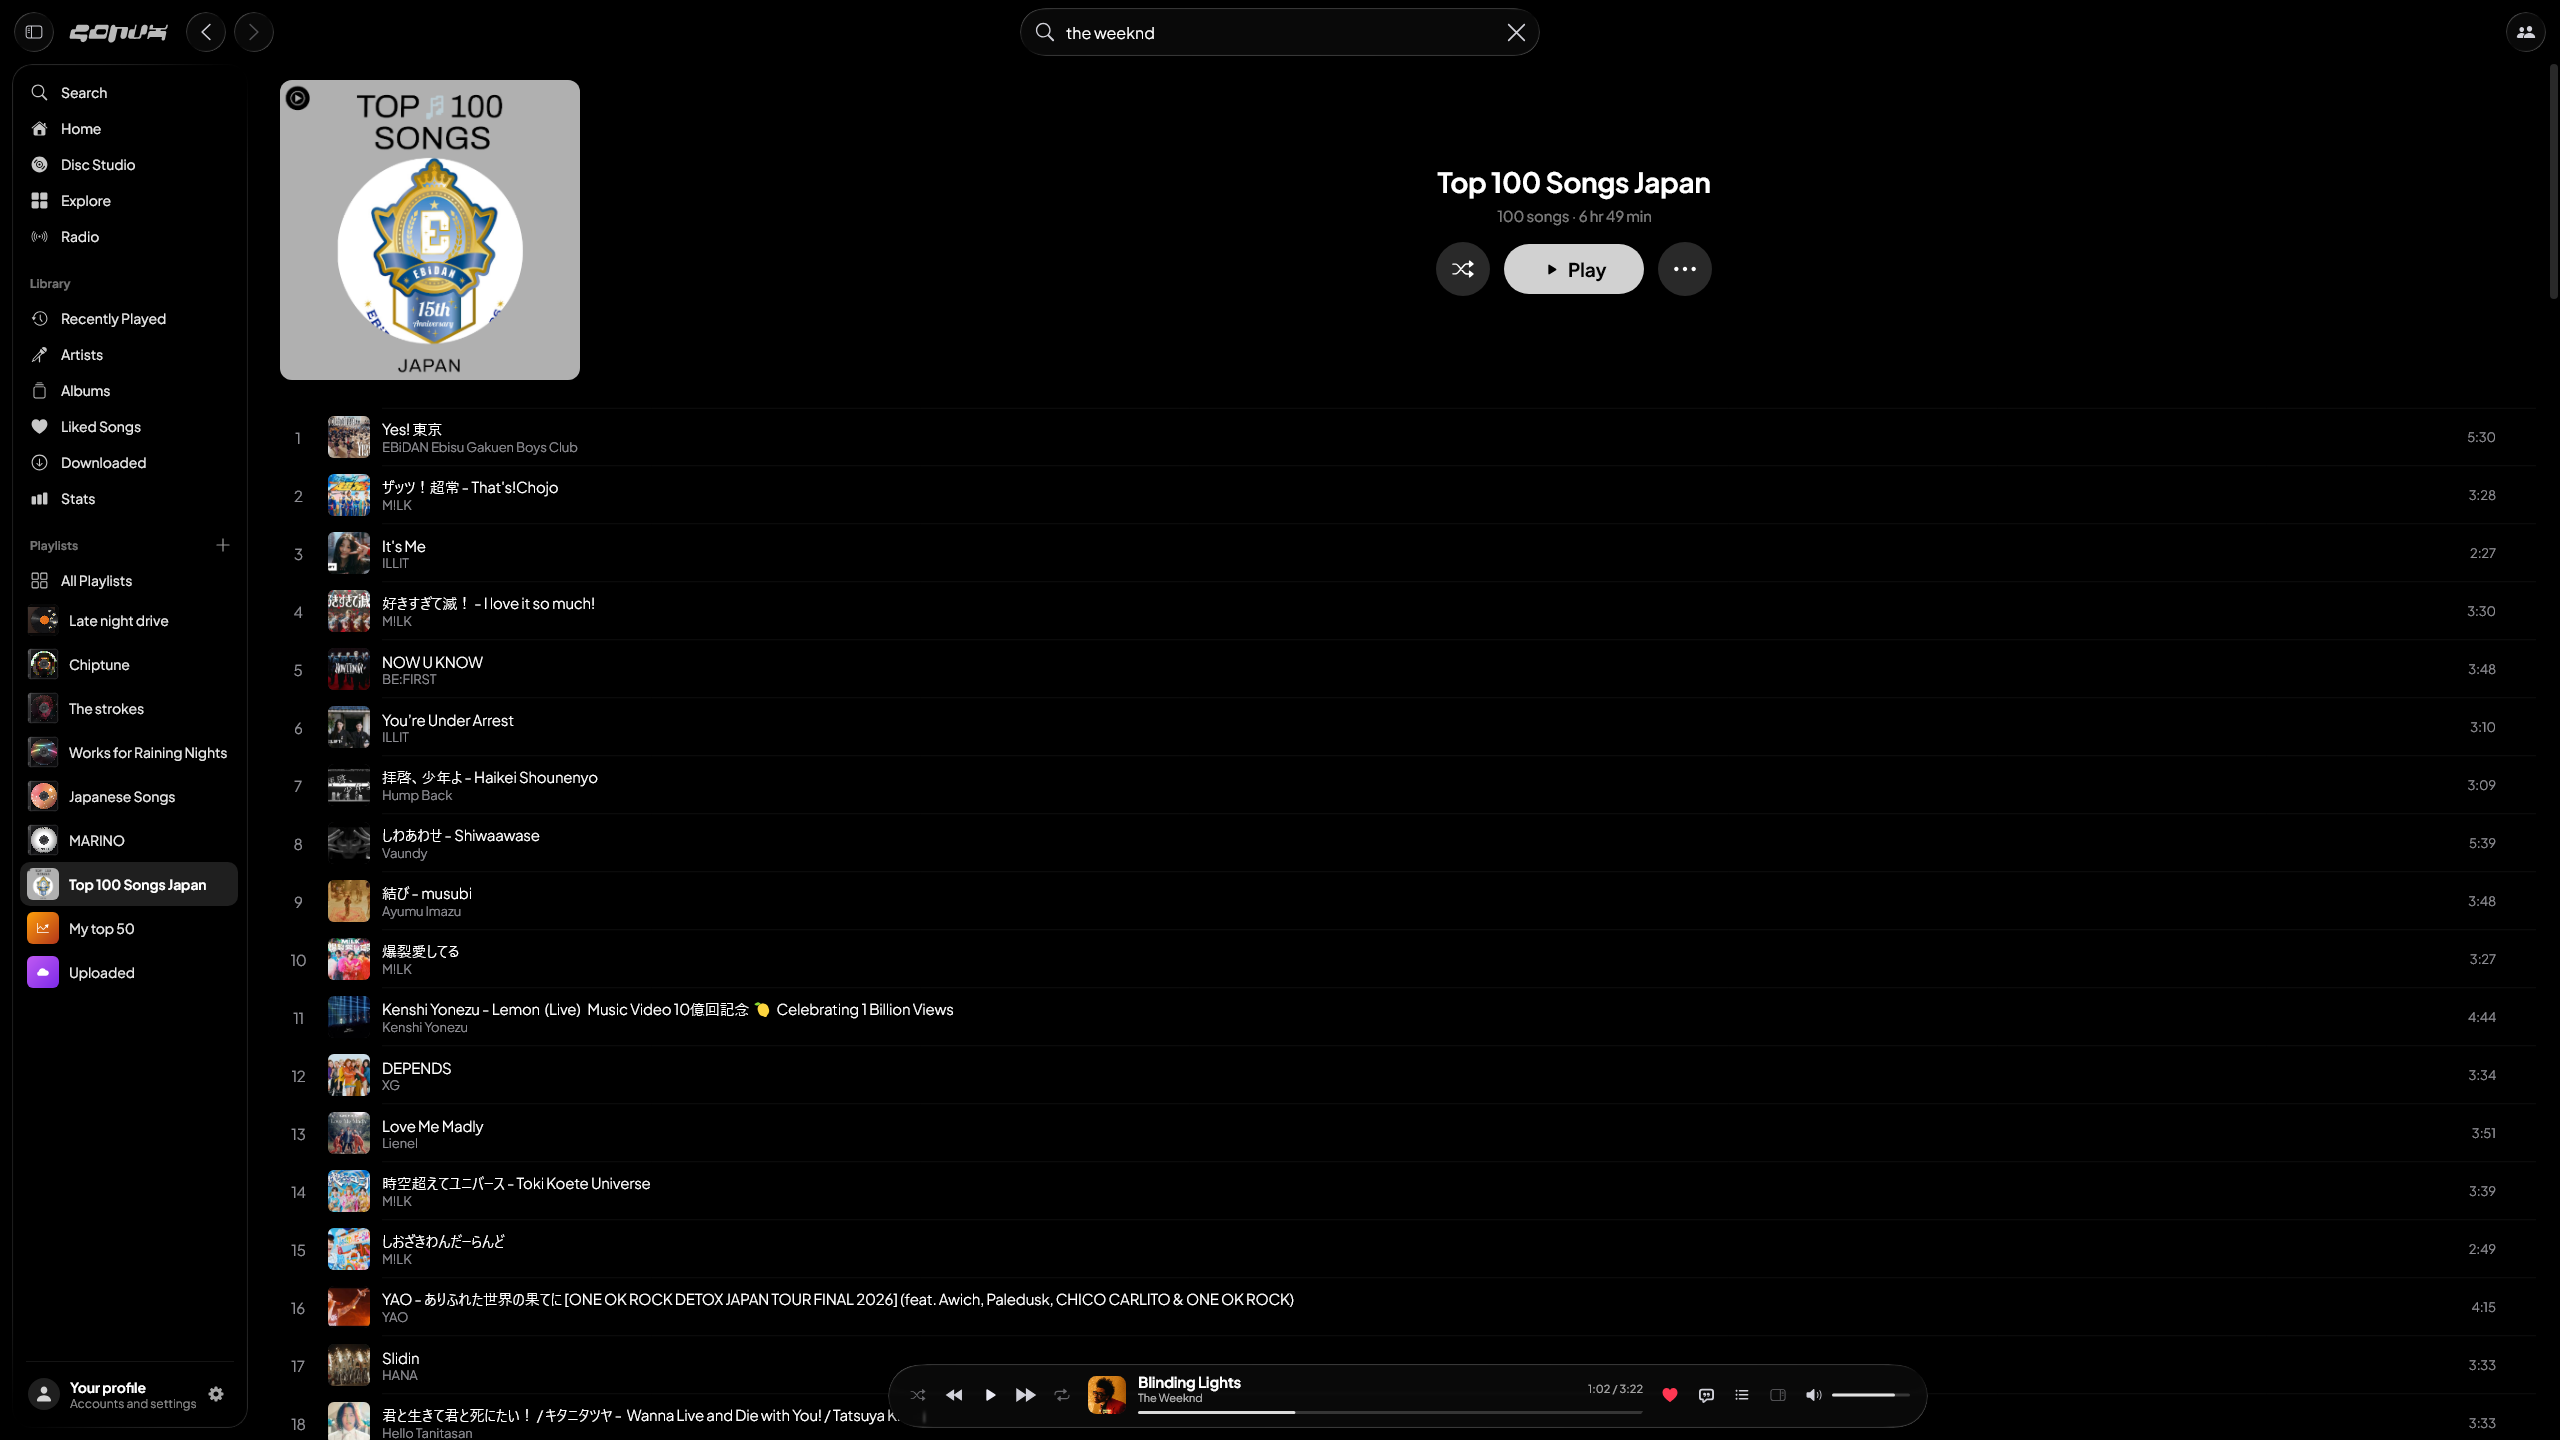 the weeknd
Search
Home
Disc Studio
Explore
Radio
Library
Recently Played
Artists
Albums
Liked Songs
Downloaded
Stats
Playlists
All Playlists
Late night drive
Chiptune
The strokes
Works for Raining Nights
Japanese Songs
MARINO
Top 100 Songs Japan
My top 50
Uploaded
Your profile
Accounts and settings
TOP 🎵 100
SONGS
E
EBiDAN
15th
Anniversary
JAPAN
Top 100 Songs Japan
100 songs · 6 hr 49 min
Play
1 Yes! 東京 5:30
EBiDAN Ebisu Gakuen Boys Club
2 ザッツ！超常 - That's!Chojo 3:28
M!LK
3 It's Me 2:27
ILLIT
4 好きすぎて滅！ - I love it so much! 3:30
M!LK
5 NOW U KNOW 3:48
BE:FIRST
6 You're Under Arrest 3:10
ILLIT
7 拝啓、少年よ - Haikei Shounenyo 3:09
Hump Back
8 しわあわせ - Shiwaawase 5:39
Vaundy
9 結び - musubi 3:48
Ayumu Imazu
10 爆裂愛してる 3:27
M!LK
11 Kenshi Yonezu - Lemon (Live) Music Video 10億回記念 🍋 Celebrating 1 Billion Views 4:44
Kenshi Yonezu
12 DEPENDS 3:34
XG
13 Love Me Madly 3:51
Lienel
14 時空超えてユニバース - Toki Koete Universe 3:39
M!LK
15 しおざきわんだーらんど 2:49
M!LK
16 YAO - ありふれた世界の果てに [ONE OK ROCK DETOX JAPAN TOUR FINAL 2026] (feat. Awich, Paledusk, CHICO CARLITO & ONE OK ROCK) 4:15
YAO
17 Slidin 3:33
HANA
18 君と生きて君と死にたい！ / キタニタツヤ - Wanna Live and Die with You! / Tatsuya K 3:33
Hello Tanitasan
Blinding Lights
The Weeknd
1:02 / 3:22